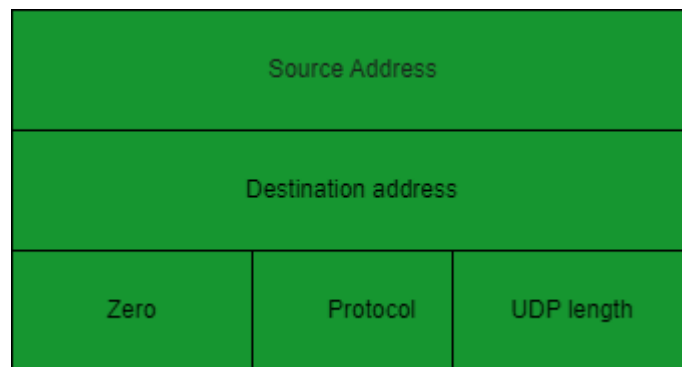 Source Address
Destination address
Zero Protocol UDP length